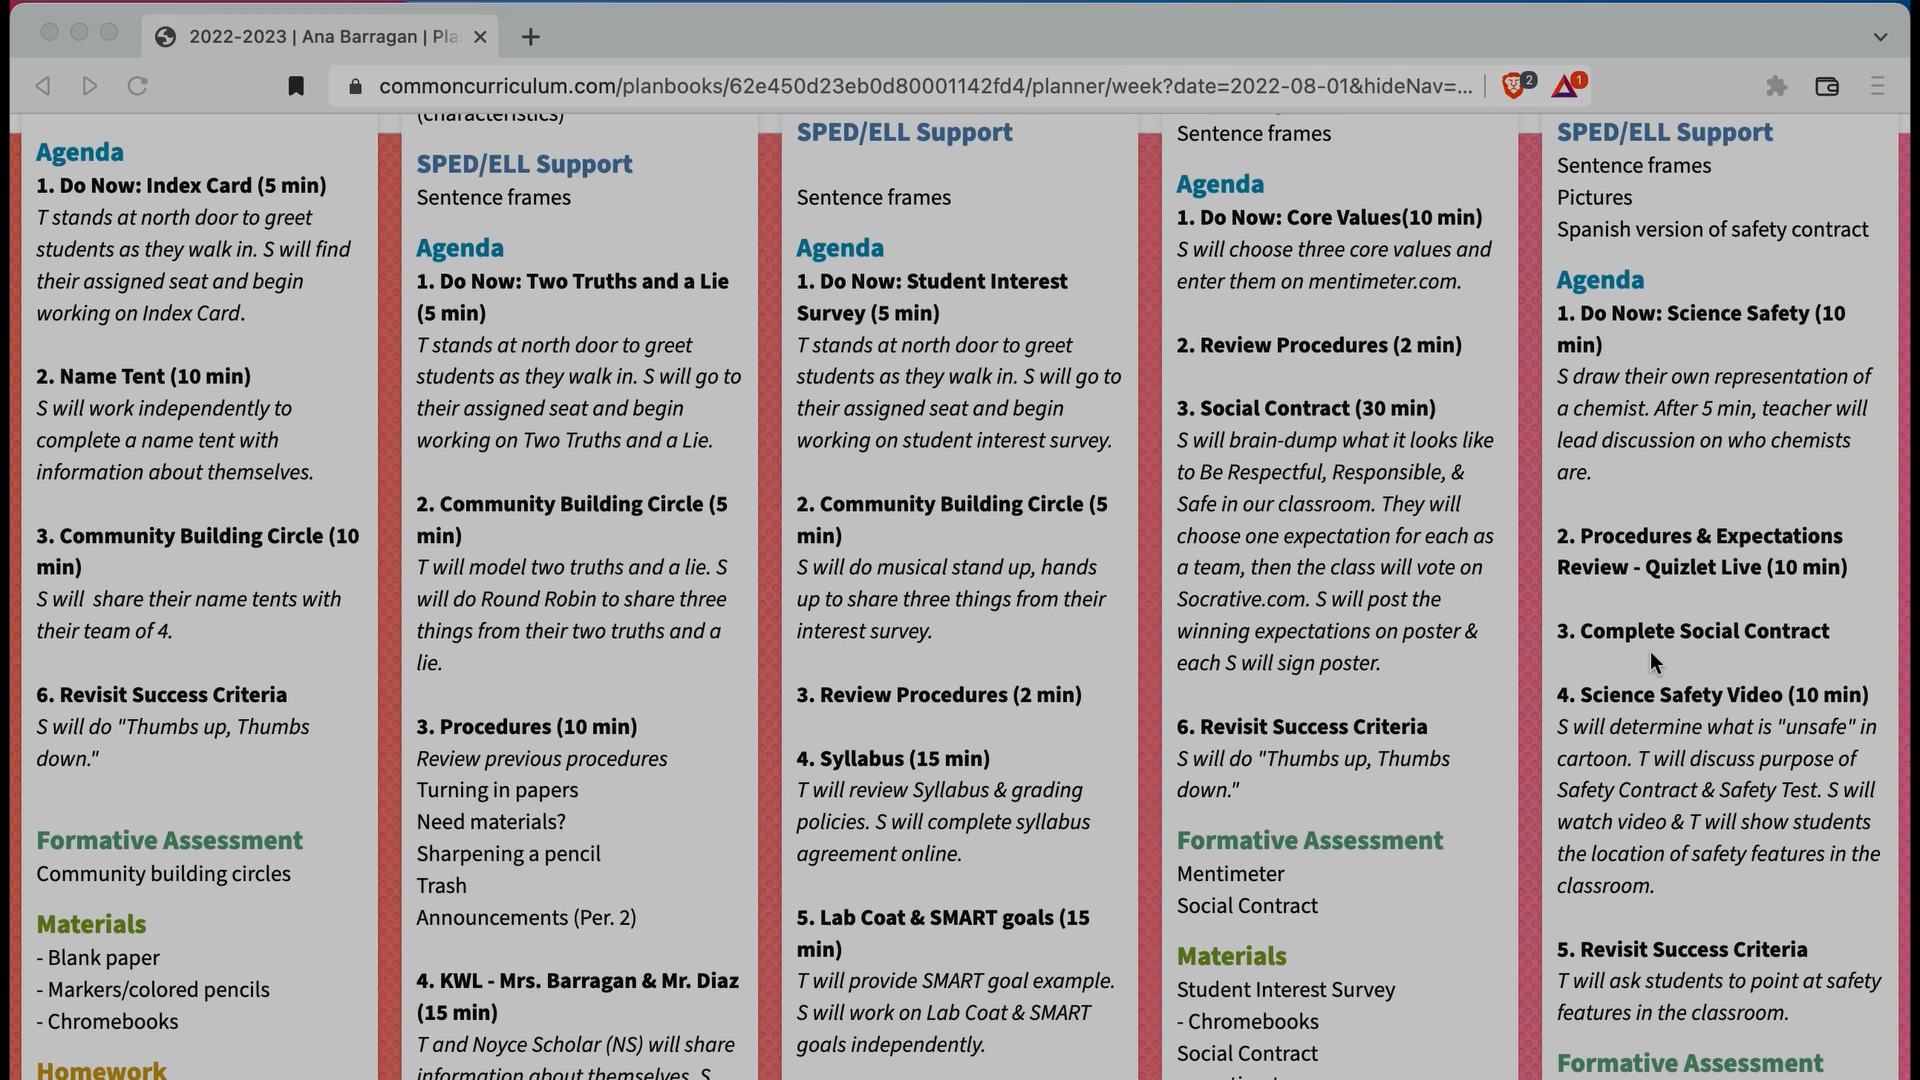 2022-2023 | Ana Barragan | Pla
commoncurriculum.com/planbooks/62e450d23eb0d80001142fd4/planner/week?date=2022-08-01&hideNav=...
2
1
Agenda
1. Do Now: Index Card (5 min)
T stands at north door to greet
students as they walk in. S will find
their assigned seat and begin
working on Index Card.
2. Name Tent (10 min)
S will work independently to
complete a name tent with
information about themselves.
3. Community Building Circle (10
min)
S will  share their name tents with
their team of 4.
6. Revisit Success Criteria
S will do "Thumbs up, Thumbs
down."
Formative Assessment
Community building circles
Materials
- Blank paper
- Markers/colored pencils
- Chromebooks
Homework
(characteristics)
SPED/ELL Support
Sentence frames
Agenda
1. Do Now: Two Truths and a Lie
(5 min)
T stands at north door to greet
students as they walk in. S will go to
their assigned seat and begin
working on Two Truths and a Lie.
2. Community Building Circle (5
min)
T will model two truths and a lie. S
will do Round Robin to share three
things from their two truths and a
lie.
3. Procedures (10 min)
Review previous procedures
Turning in papers
Need materials?
Sharpening a pencil
Trash
Announcements (Per. 2)
4. KWL - Mrs. Barragan & Mr. Diaz
(15 min)
T and Noyce Scholar (NS) will share
information about themselves. S
SPED/ELL Support
Sentence frames
Agenda
1. Do Now: Student Interest
Survey (5 min)
T stands at north door to greet
students as they walk in. S will go to
their assigned seat and begin
working on student interest survey.
2. Community Building Circle (5
min)
S will do musical stand up, hands
up to share three things from their
interest survey.
3. Review Procedures (2 min)
4. Syllabus (15 min)
T will review Syllabus & grading
policies. S will complete syllabus
agreement online.
5. Lab Coat & SMART goals (15
min)
T will provide SMART goal example.
S will work on Lab Coat & SMART
goals independently.
Sentence frames
Agenda
1. Do Now: Core Values(10 min)
S will choose three core values and
enter them on mentimeter.com.
2. Review Procedures (2 min)
3. Social Contract (30 min)
S will brain-dump what it looks like
to Be Respectful, Responsible, &
Safe in our classroom. They will
choose one expectation for each as
a team, then the class will vote on
Socrative.com. S will post the
winning expectations on poster &
each S will sign poster.
6. Revisit Success Criteria
S will do "Thumbs up, Thumbs
down."
Formative Assessment
Mentimeter
Social Contract
Materials
Student Interest Survey
- Chromebooks
Social Contract
SPED/ELL Support
Sentence frames
Pictures
Spanish version of safety contract
Agenda
1. Do Now: Science Safety (10
min)
S draw their own representation of
a chemist. After 5 min, teacher will
lead discussion on who chemists
are.
2. Procedures & Expectations
Review - Quizlet Live (10 min)
3. Complete Social Contract
4. Science Safety Video (10 min)
S will determine what is "unsafe" in
cartoon. T will discuss purpose of
Safety Contract & Safety Test. S will
watch video & T will show students
the location of safety features in the
classroom.
5. Revisit Success Criteria
T will ask students to point at safety
features in the classroom.
Formative Assessment